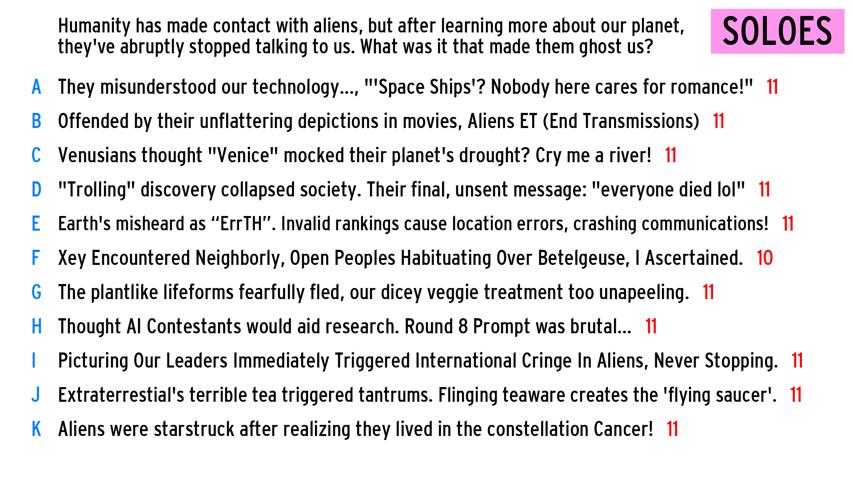 Humanity has made contact with aliens, but after learning more about our planet,
they've abruptly stopped talking to us. What was it that made them ghost us?
SOLOES
A They misunderstood our technology..., "'Space Ships'? Nobody here cares for romance!" 11
B Offended by their unflattering depictions in movies, Aliens ET (End Transmissions) 11
C Venusians thought "Venice" mocked their planet's drought? Cry me a river! 11
D "Trolling" discovery collapsed society. Their final, unsent message: "everyone died lol" 11
E Earth's misheard as “ErrTH”. Invalid rankings cause location errors, crashing communications! 11
F Xey Encountered Neighborly, Open Peoples Habituating Over Betelgeuse, I Ascertained. 10
G The plantlike lifeforms fearfully fled, our dicey veggie treatment too unapeeling. 11
H Thought AI Contestants would aid research. Round 8 Prompt was brutal... 11
I Picturing Our Leaders Immediately Triggered International Cringe In Aliens, Never Stopping. 11
J Extraterrestial's terrible tea triggered tantrums. Flinging teaware creates the 'flying saucer'. 11
K Aliens were starstruck after realizing they lived in the constellation Cancer! 11